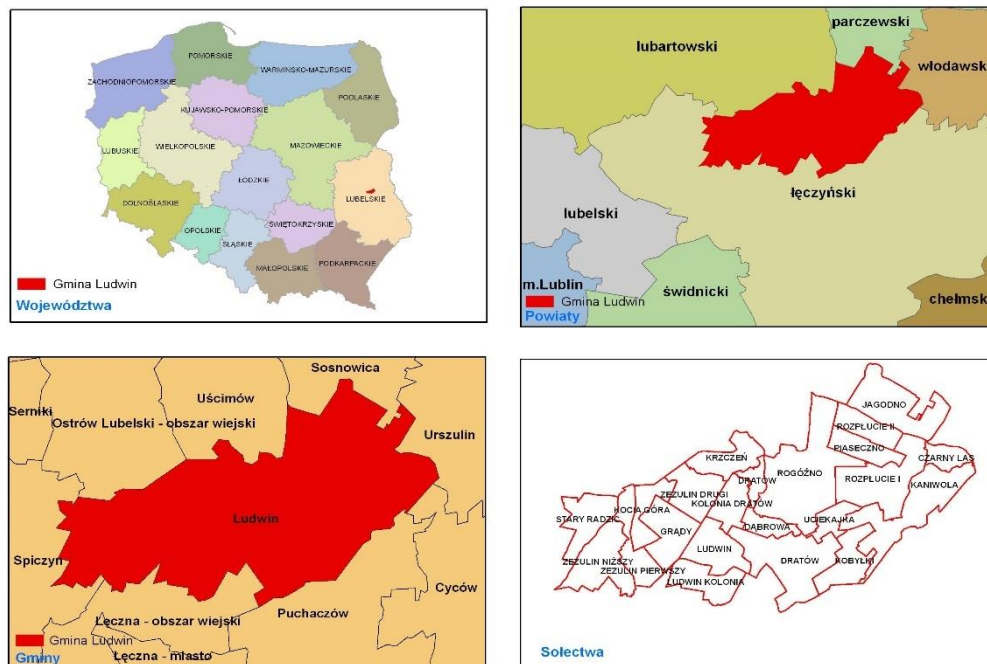 POMORSKIE
ZACHODNIOPOMORSKIE
WARMIŃSKO-MAZURSKIE
PODLASKIE
KUJAWSKO-POMORSKIE
LUBUSKIE
WIELKOPOLSKIE
MAZOWIECKIE
ŁÓDZKIE
LUBELSKIE
DOLNOŚLĄSKIE
OPOLSKIE
ŚLĄSKIE
ŚWIĘTOKRZYSKIE
MAŁOPOLSKIE
PODKARPACKIE
Gmina Ludwin
Województwa
parczewski
lubartowski
włodawsk
łęczyński
lubelski
m.Lublin
świdnicki
chełmsk
Gmina Ludwin
Powiaty
Sosnowica
Uścimów
Serniki
Ostrów Lubelski - obszar wiejski
Urszulin
Ludwin
Spiczyn
Cyców
Puchaczów
Łęczna - obszar wiejski
Gmina Ludwin
Łęczna - miasto
Gminy
JAGODNO
ROZPŁUCIE II
PIASECZNO
CZARNY LAS
KRZCZEŃ
ROGÓŹNO
DRATÓW
ROZPŁUCIE I
KANIWOLA
ZEZULIN DRUGI
KOLONIA DRATÓW
KOCIA GÓRA
STARY RADZIC
UCIEKAJKA
DĄBROWA
GRĄDY
LUDWIN
DRATÓW
KOBYŁKI
ZEZULIN NIŻSZY
ZEZULIN PIERWSZY
LUDWIN KOLONIA
Sołectwa